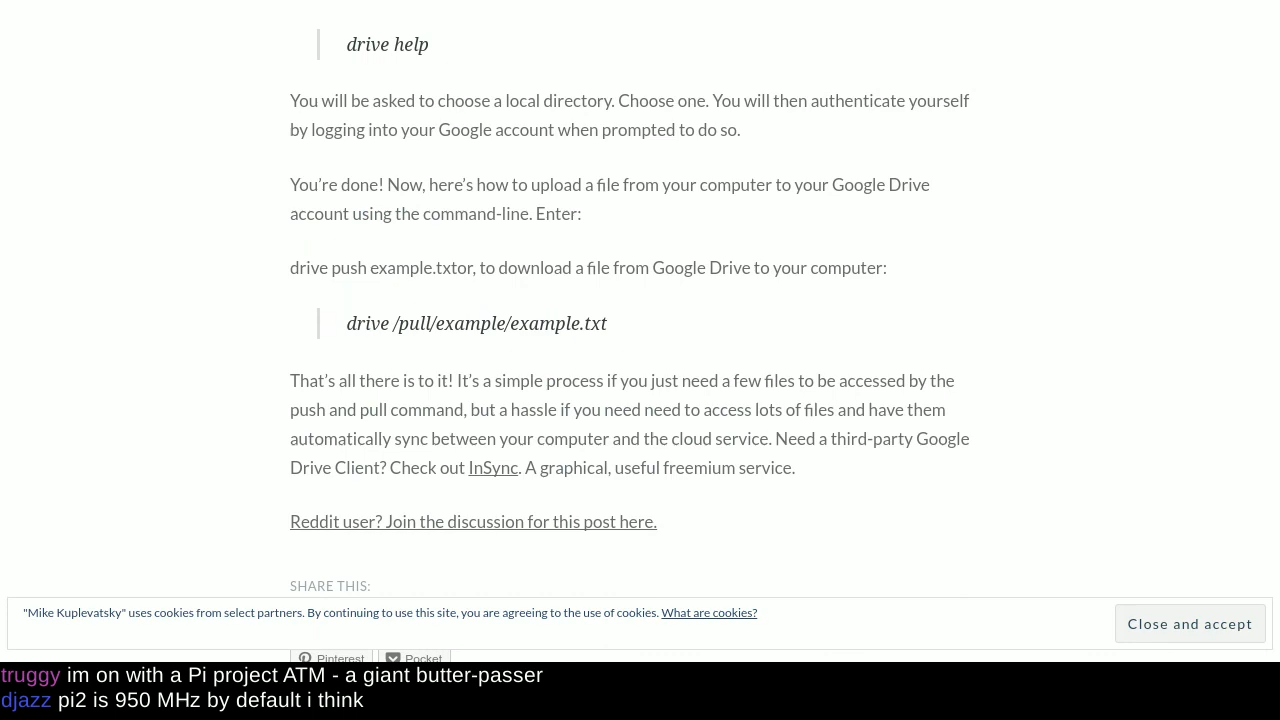 drive help
You will be asked to choose a local directory. Choose one. You will then authenticate yourself
by logging into your Google account when prompted to do so.
You're done! Now, here's how to upload a file from your computer to your Google Drive
account using the command-line. Enter:
drive push example.txtor, to download a file from Google Drive to your computer:
drive /pull/example/example.txt
That's all there is to it! It's a simple process if you just need a few files to be accessed by the
push and pull command, but a hassle if you need need to access lots of files and have them
automatically sync between your computer and the cloud service. Need a third-party Google
Drive Client? Check out InSync. A graphical, useful freemium service.
Reddit user? Join the discussion for this post here.
SHARE THIS:
"Mike Kuplevatsky" uses cookies from select partners. By continuing to use this site, you are agreeing to the use of cookies. What are cookies?
Close and accept
Pinterest Pocket
truggy im on with a Pi project ATM - a giant butter-passer
djazz pi2 is 950 MHz by default i think